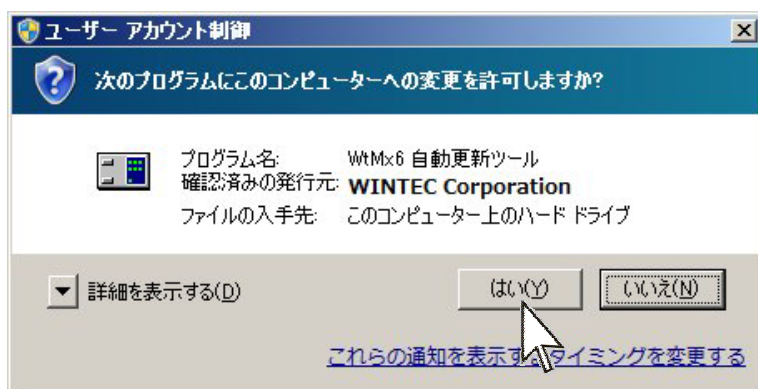 ユーザー アカウント制御
次のプログラムにこのコンピューターへの変更を許可しますか?
プログラム名: WtMx6 自動更新ツール
確認済みの発行元: WINTEC Corporation
ファイルの入手先: このコンピューター上のハード ドライブ
詳細を表示する(D) はい(Y) いいえ(N)
これらの通知を表示するタイミングを変更する